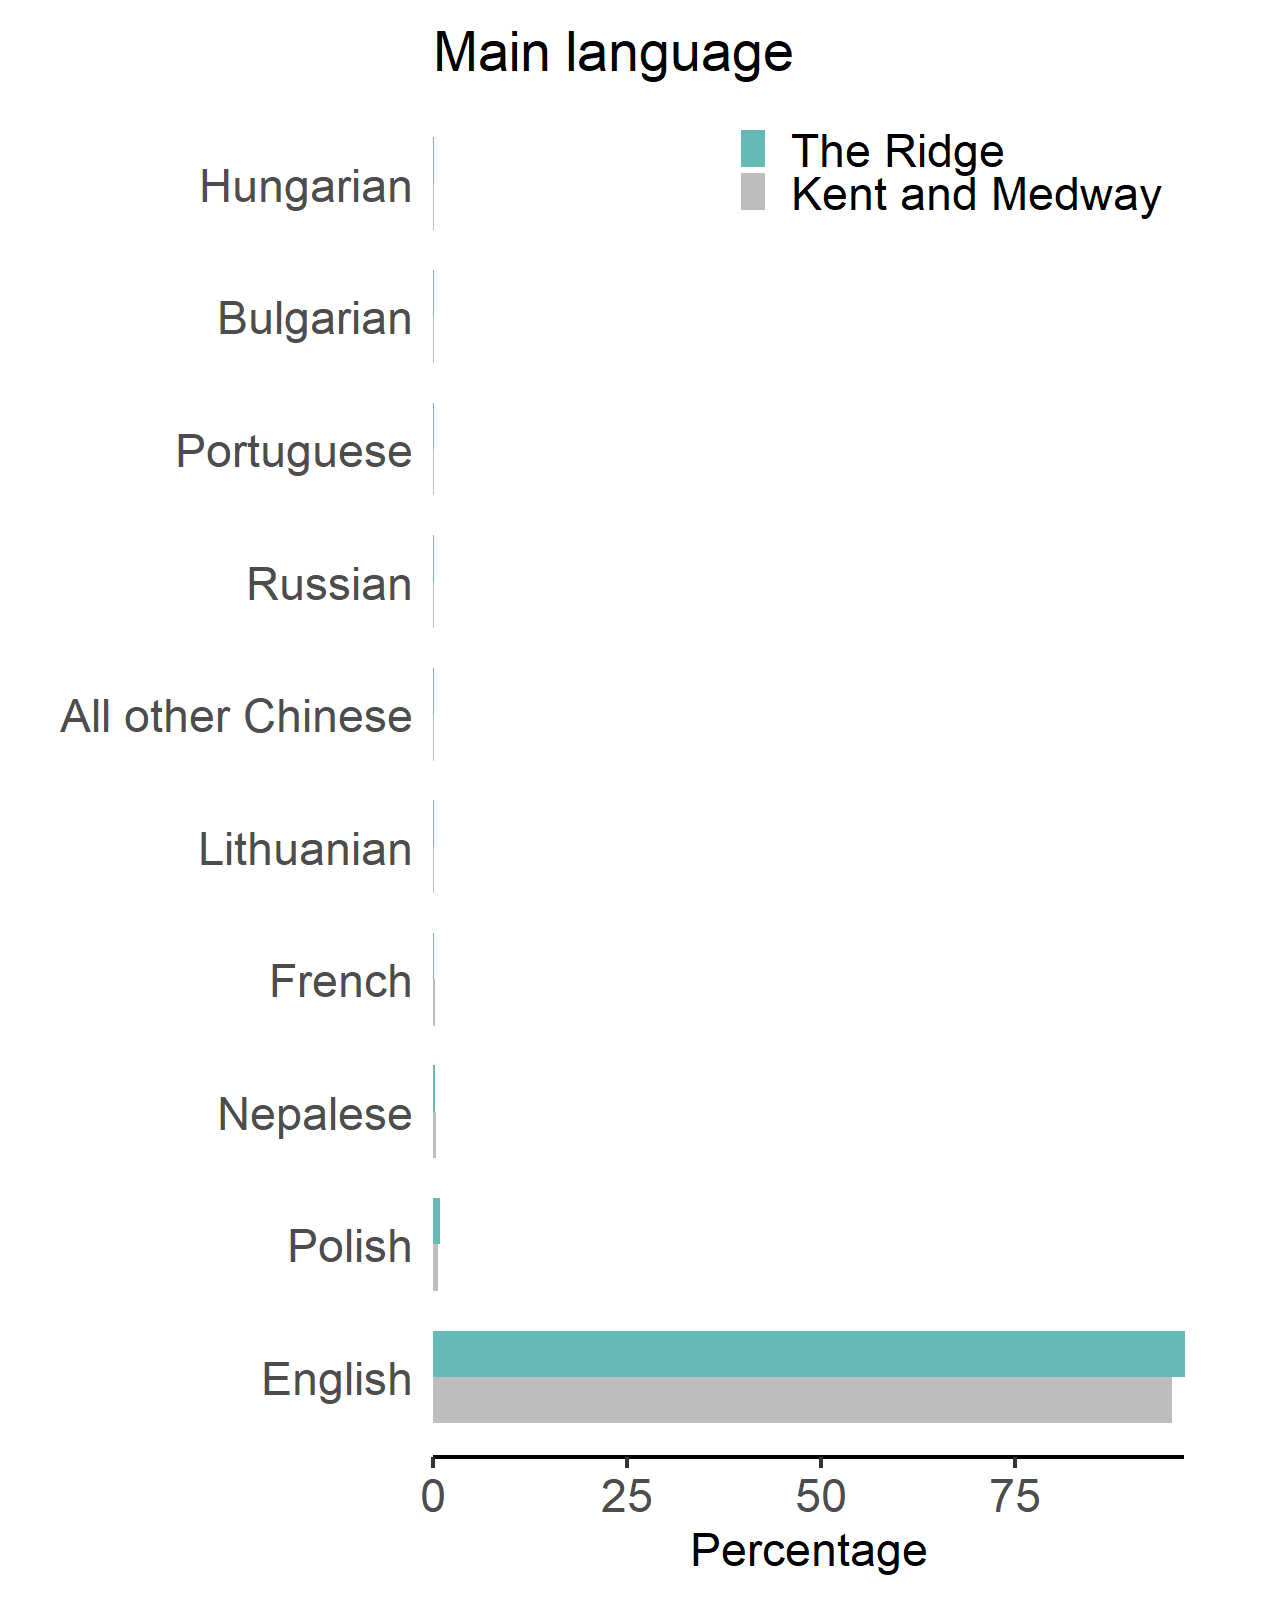 Main language
The Ridge
Kent and Medway
Hungarian
Bulgarian
Portuguese
Russian
All other Chinese
Lithuanian
French
Nepalese
Polish
English
0 25 50 75
Percentage